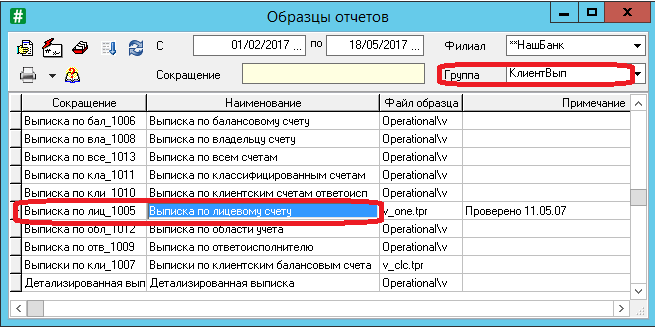 Образцы отчетов
С 01/02/2017 ... по 18/05/2017 ... Филиал **НашБанк
Сокращение Группа КлиентВып
Сокращение Наименование Файл образца Примечание
Выписка по бал_1006 Выписка по балансовому счету Operational\v
Выписка по вла_1008 Выписка по владельцу счету Operational\v
Выписка по все_1013 Выписка по всем счетам Operational\v
Выписка по кла_1011 Выписка по классифицированным счетам Operational\v
Выписка по кли_1010 Выписка по клиентским счетам ответоисп Operational\v
Выписка по лиц_1005 Выписка по лицевому счету v_one.tpr Проверено 11.05.07
Выписка по обл_1012 Выписка по области учета Operational\v
Выписка по отв_1009 Выписка по ответоисполнителю Operational\v
Выписки по кли_1007 Выписки по клиентским балансовым счета v_clc.tpr
Детализированная вып Детализированная выписка Operational\v